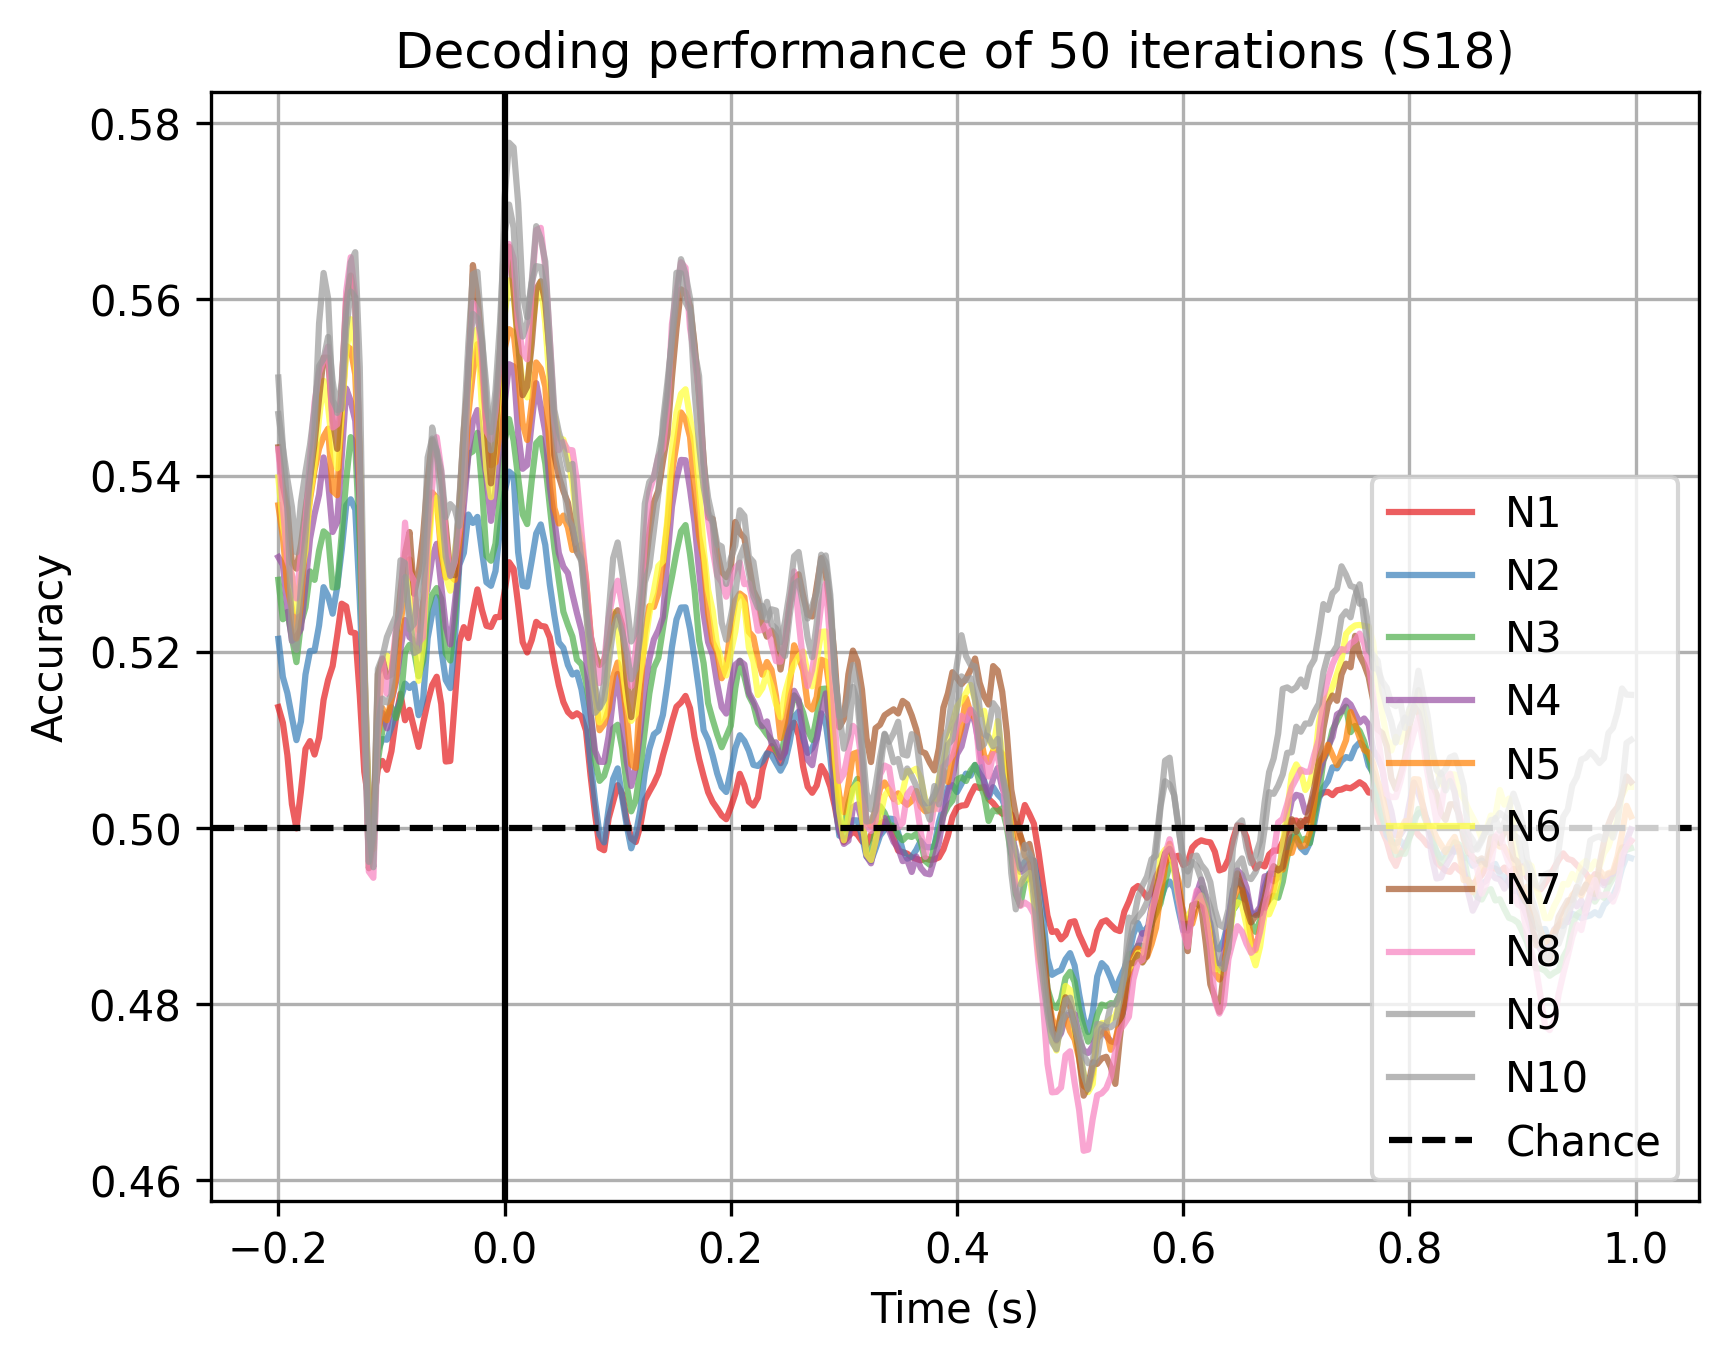 Decoding performance of 50 iterations (S18)
Accuracy
0.58
0.56
0.54
0.52
0.50
0.48
0.46
−0.2
0.0
0.2
0.4
0.6
0.8
1.0
Time (s)
N1
N2
N3
N4
N5
N6
N7
N8
N9
N10
Chance